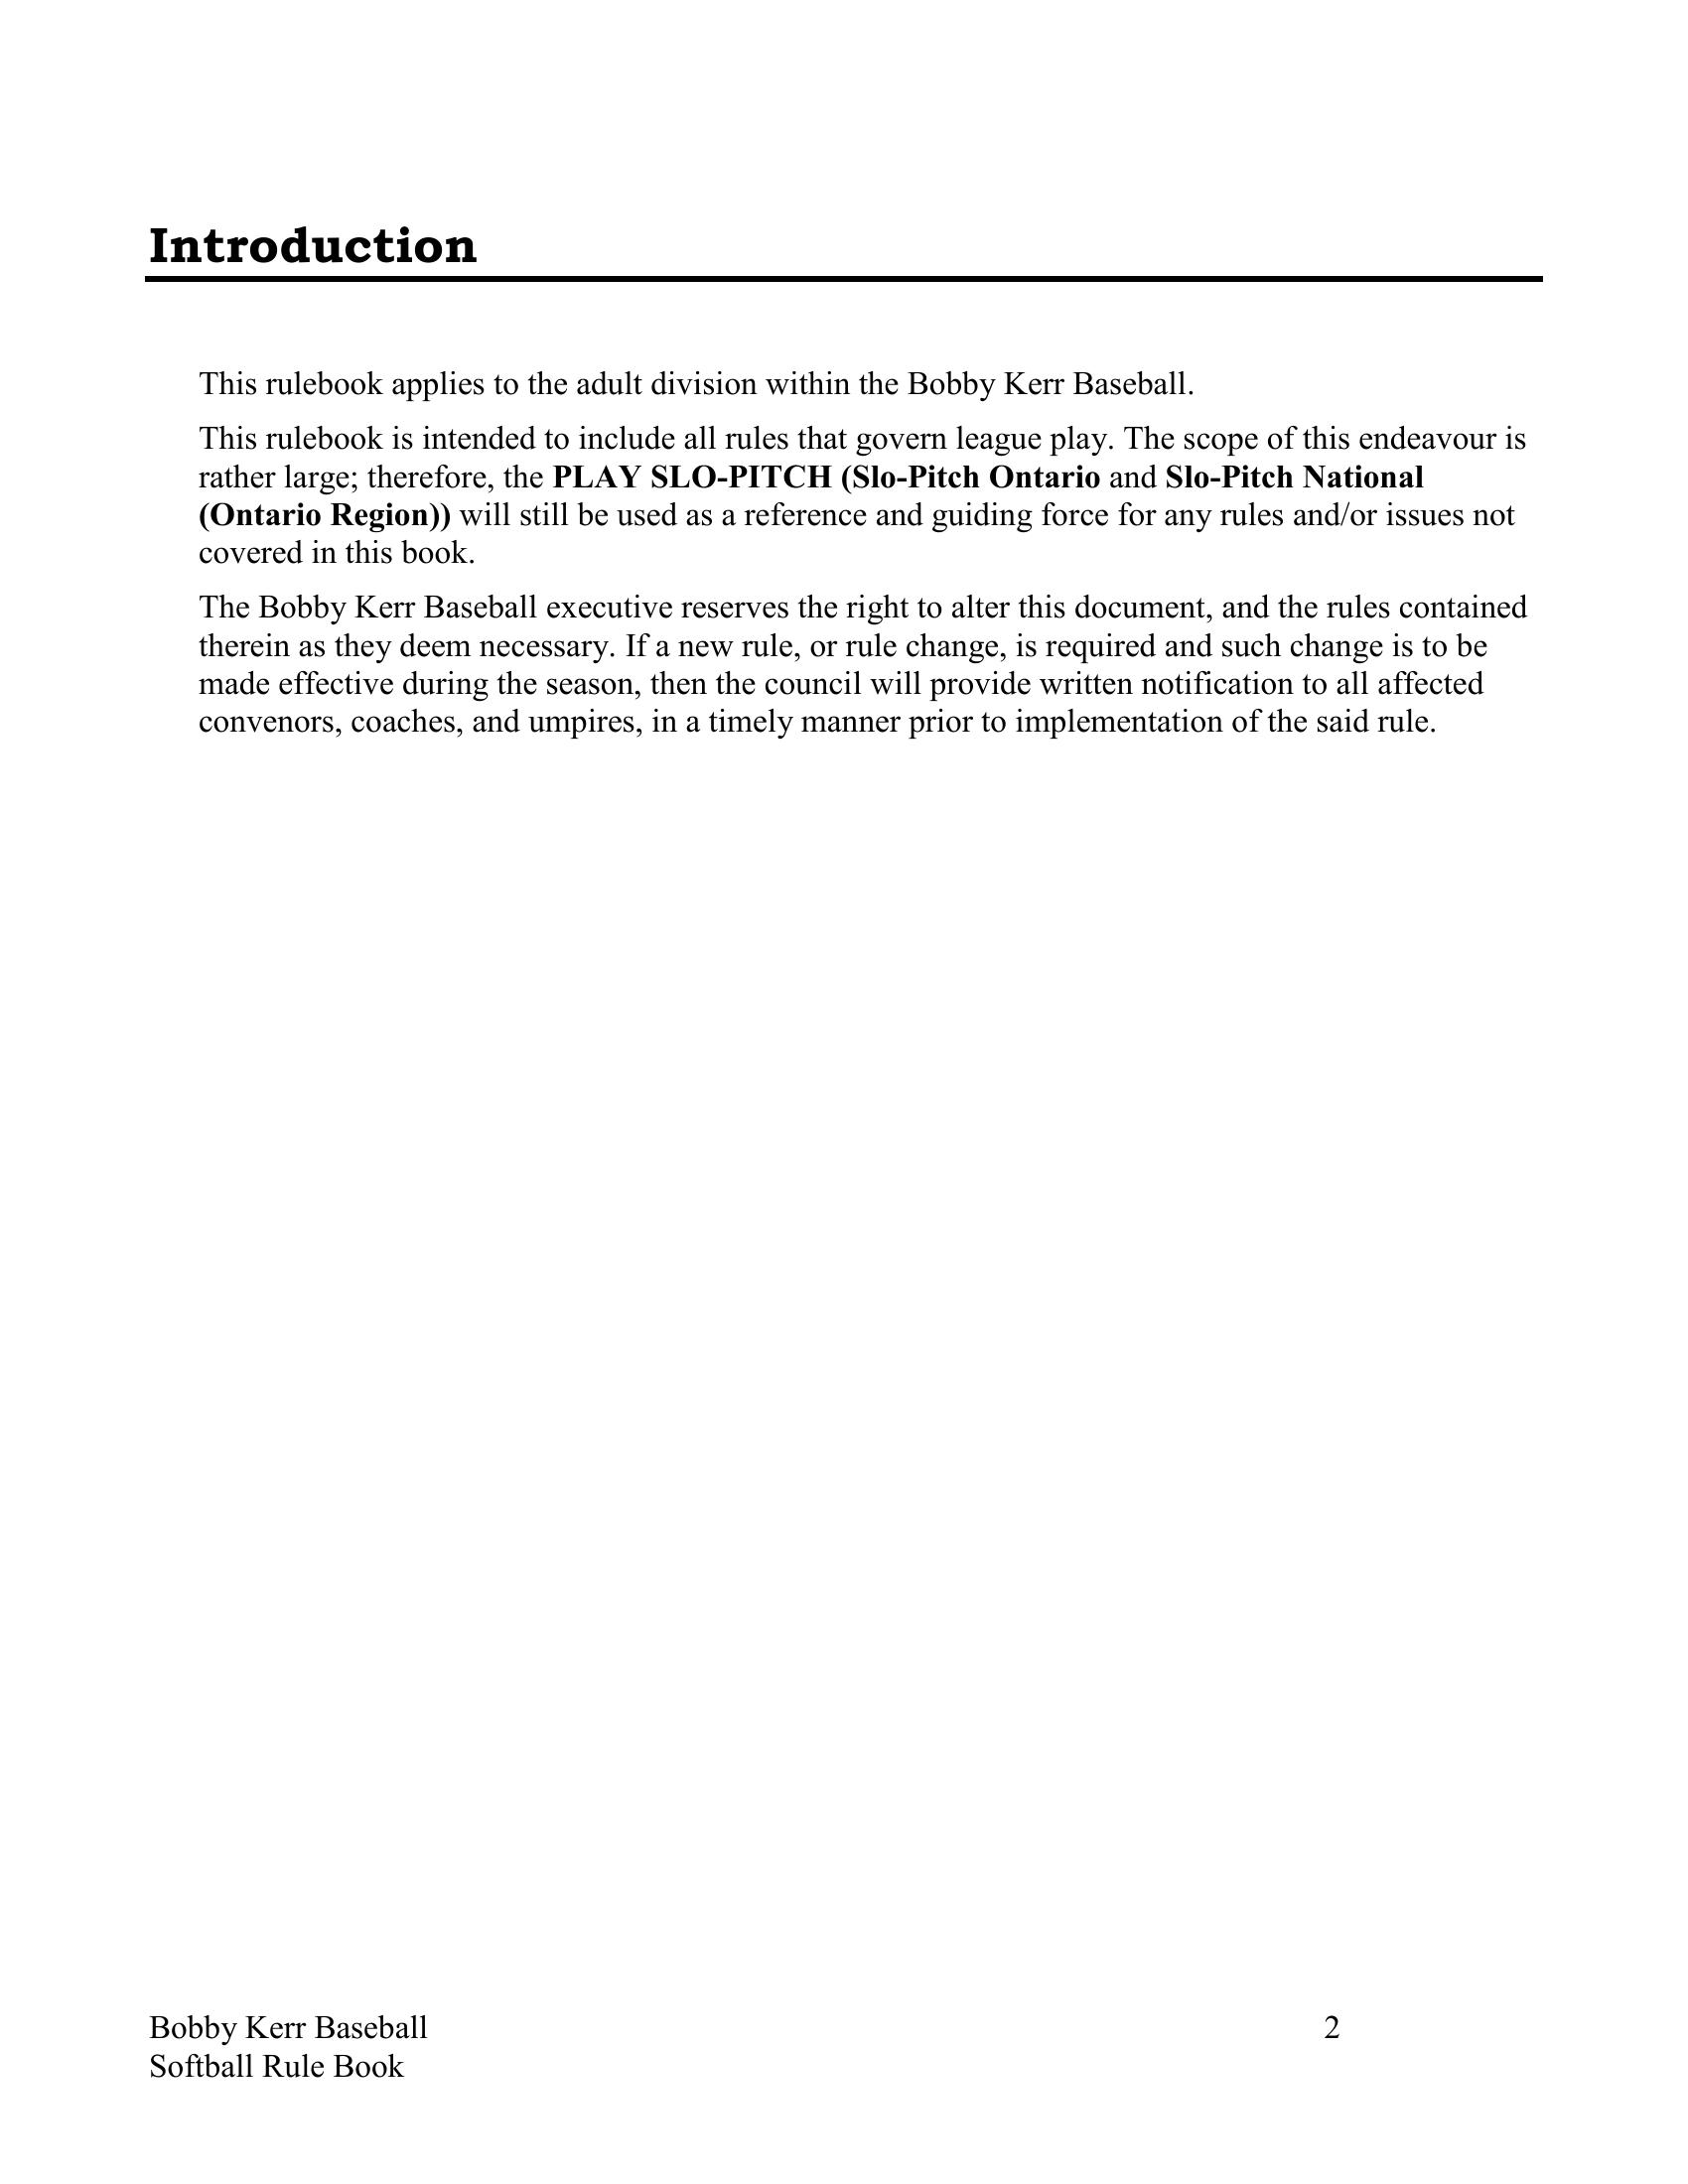 Introduction
This rulebook applies to the adult division within the Bobby Kerr Baseball.
This rulebook is intended to include all rules that govern league play. The scope of this endeavour is
rather large; therefore, the PLAY SLO-PITCH (Slo-Pitch Ontario and Slo-Pitch National
(Ontario Region)) will still be used as a reference and guiding force for any rules and/or issues not
covered in this book.
The Bobby Kerr Baseball executive reserves the right to alter this document, and the rules contained
therein as they deem necessary. If a new rule, or rule change, is required and such change is to be
made effective during the season, then the council will provide written notification to all affected
convenors, coaches, and umpires, in a timely manner prior to implementation of the said rule.
Bobby Kerr Baseball 2
Softball Rule Book